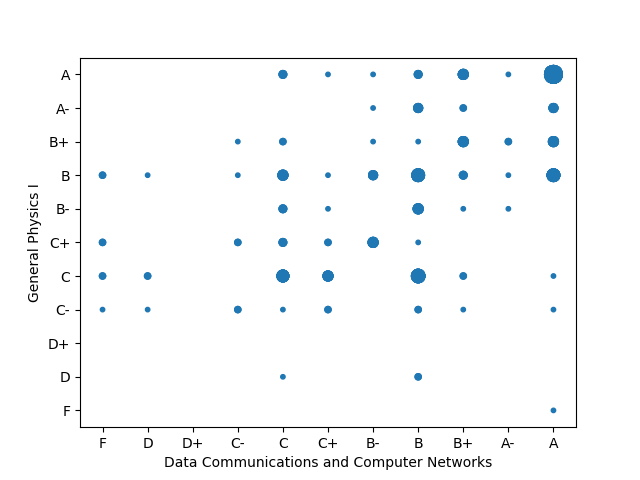 General Physics I
A
A-
B+
B
B-
C+
C
C-
D+
D
F
F D D+ C- C C+ B- B B+ A- A
Data Communications and Computer Networks